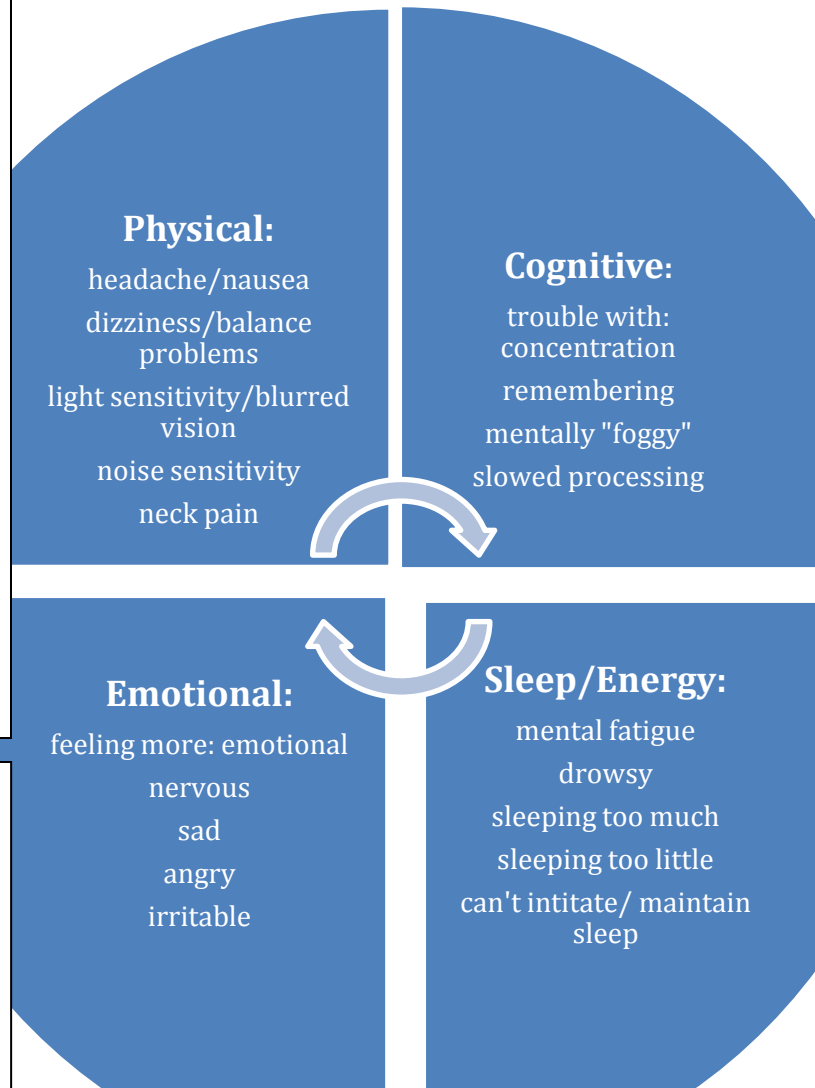 Physical:
headache/nausea
dizziness/balance
problems
light sensitivity/blurred
vision
noise sensitivity
neck pain
Cognitive:
trouble with:
concentration
remembering
mentally "foggy"
slowed processing
Emotional:
feeling more: emotional
nervous
sad
angry
irritable
Sleep/Energy:
mental fatigue
drowsy
sleeping too much
sleeping too little
can't intitate/ maintain
sleep